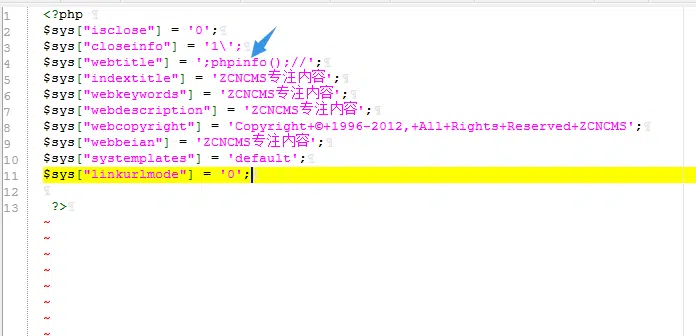 1 <?php
2 $sys["isclose"] = '0';
3 $sys["closeinfo"] = '1\';
4 $sys["webtitle"] = ';phpinfo();//';
5 $sys["indextitle"] = 'ZCNCMS专注内容';
6 $sys["webkeywords"] = 'ZCNCMS专注内容';
7 $sys["webdescription"] = 'ZCNCMS专注内容';
8 $sys["webcopyright"] = 'Copyright+©+1996-2012,+All+Rights+Reserved+ZCNCMS';
9 $sys["webbeian"] = 'ZCNCMS专注内容';
10 $sys["systemplates"] = 'default';
11 $sys["linkurlmode"] = '0';
12
13 ?>
~
~
~
~
~
~
~